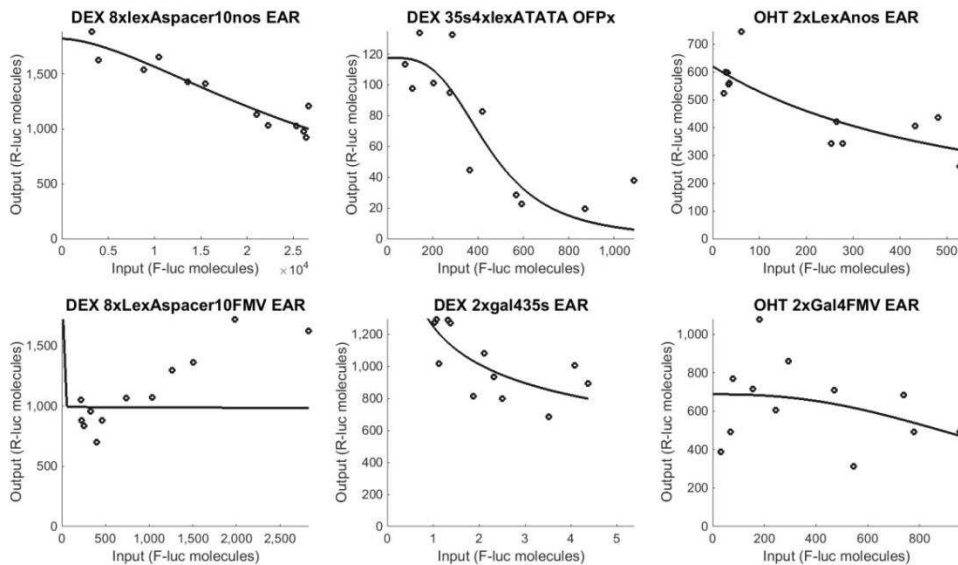 DEX 8xlexAspacer10nos EAR
Output (R-luc molecules)
1,500
1,000
500
0
0 0.5 1 1.5 2 2.5
× 10^4
Input (F-luc molecules)
DEX 35s4xlexATATA OFPx
Output (R-luc molecules)
120
100
80
60
40
20
0
0 200 400 600 800 1,000
Input (F-luc molecules)
OHT 2xLexAnos EAR
Output (R-luc molecules)
700
600
500
400
300
200
100
0
0 100 200 300 400 500
Input (F-luc molecules)
DEX 8xLexAspacer10FMV EAR
Output (R-luc molecules)
1,500
1,000
500
0
0 500 1,000 1,500 2,000 2,500
Input (F-luc molecules)
DEX 2xgal435s EAR
Output (R-luc molecules)
1,200
1,000
800
600
400
200
0
0 1 2 3 4 5
Input (F-luc molecules)
OHT 2xGal4FMV EAR
Output (R-luc molecules)
1,000
800
600
400
200
0
0 200 400 600 800
Input (F-luc molecules)